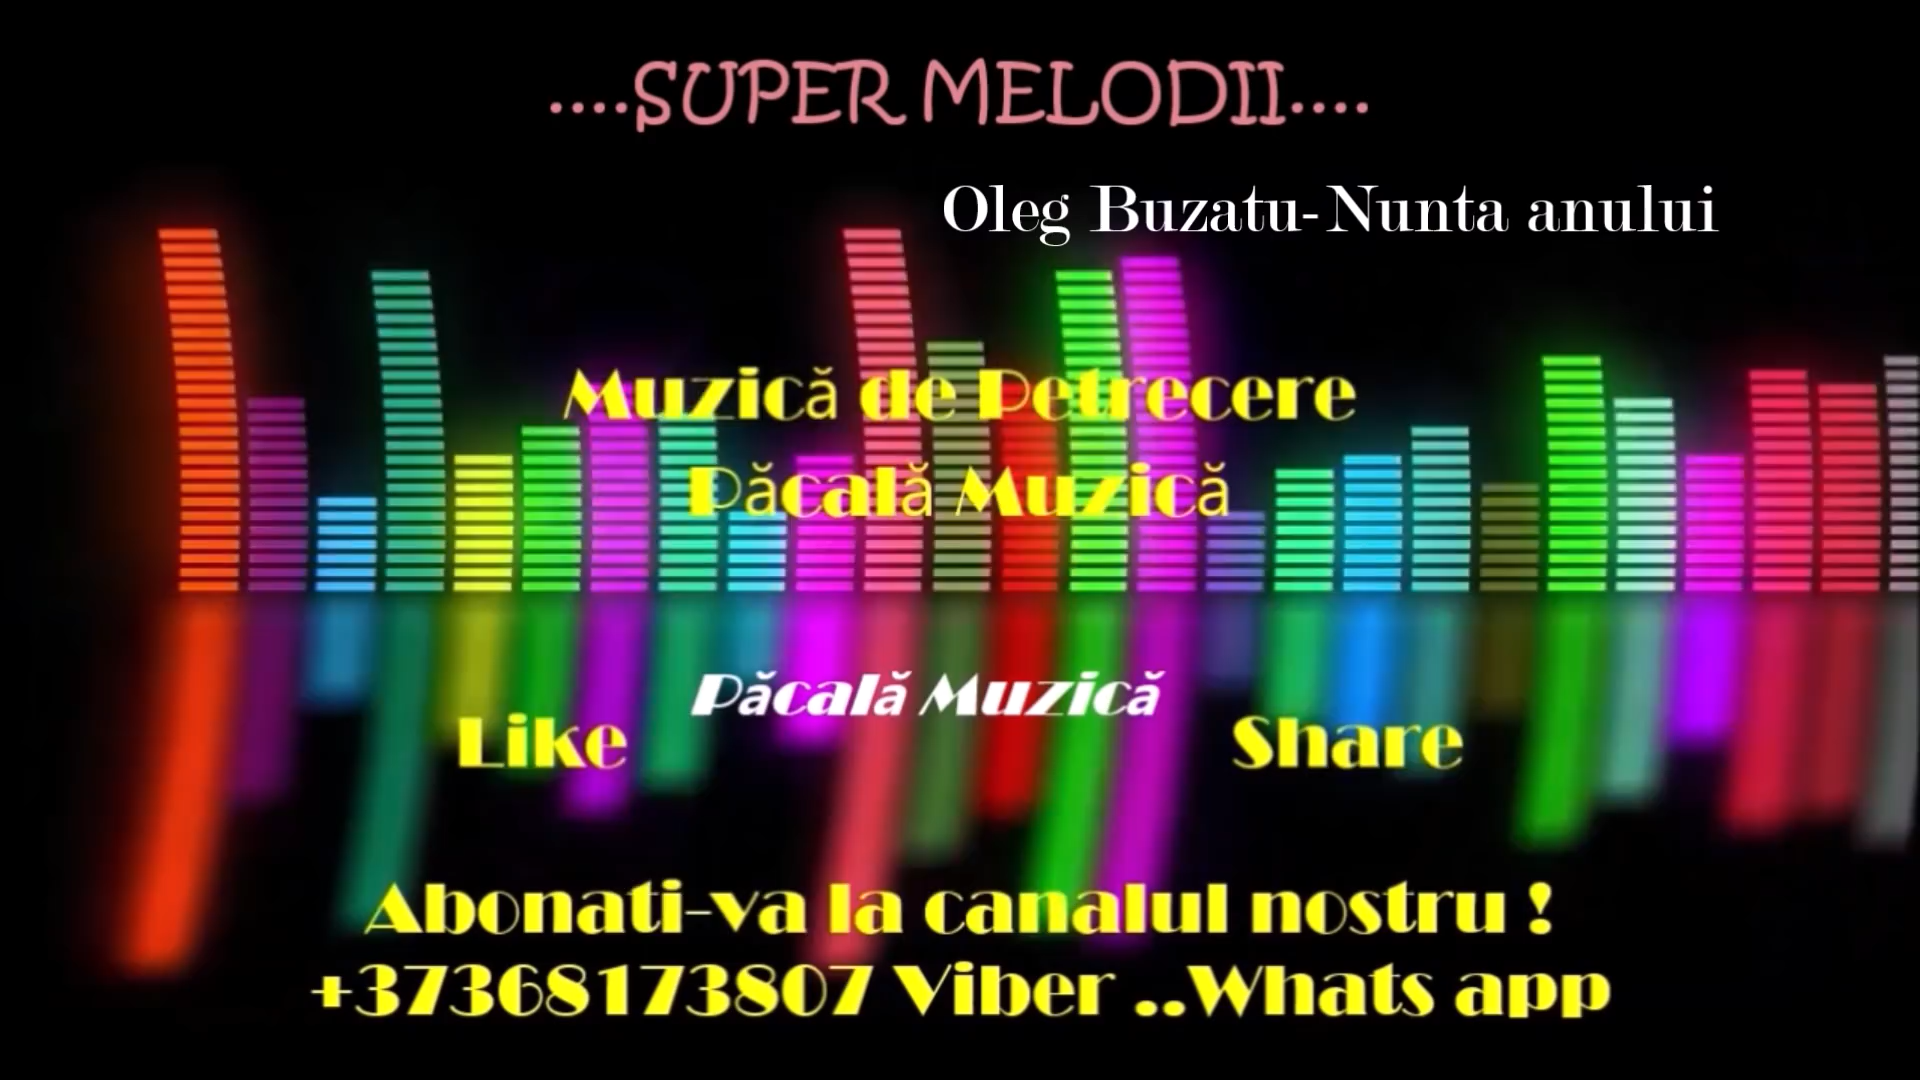 ....SUPER MELODII....
Oleg Buzatu-Nunta anului
Muzică de Petrecere
Păcală Muzică
Păcală Muzică
Like Share
Abonati-va la canalul nostru !
+37368173807 Viber ..Whats app